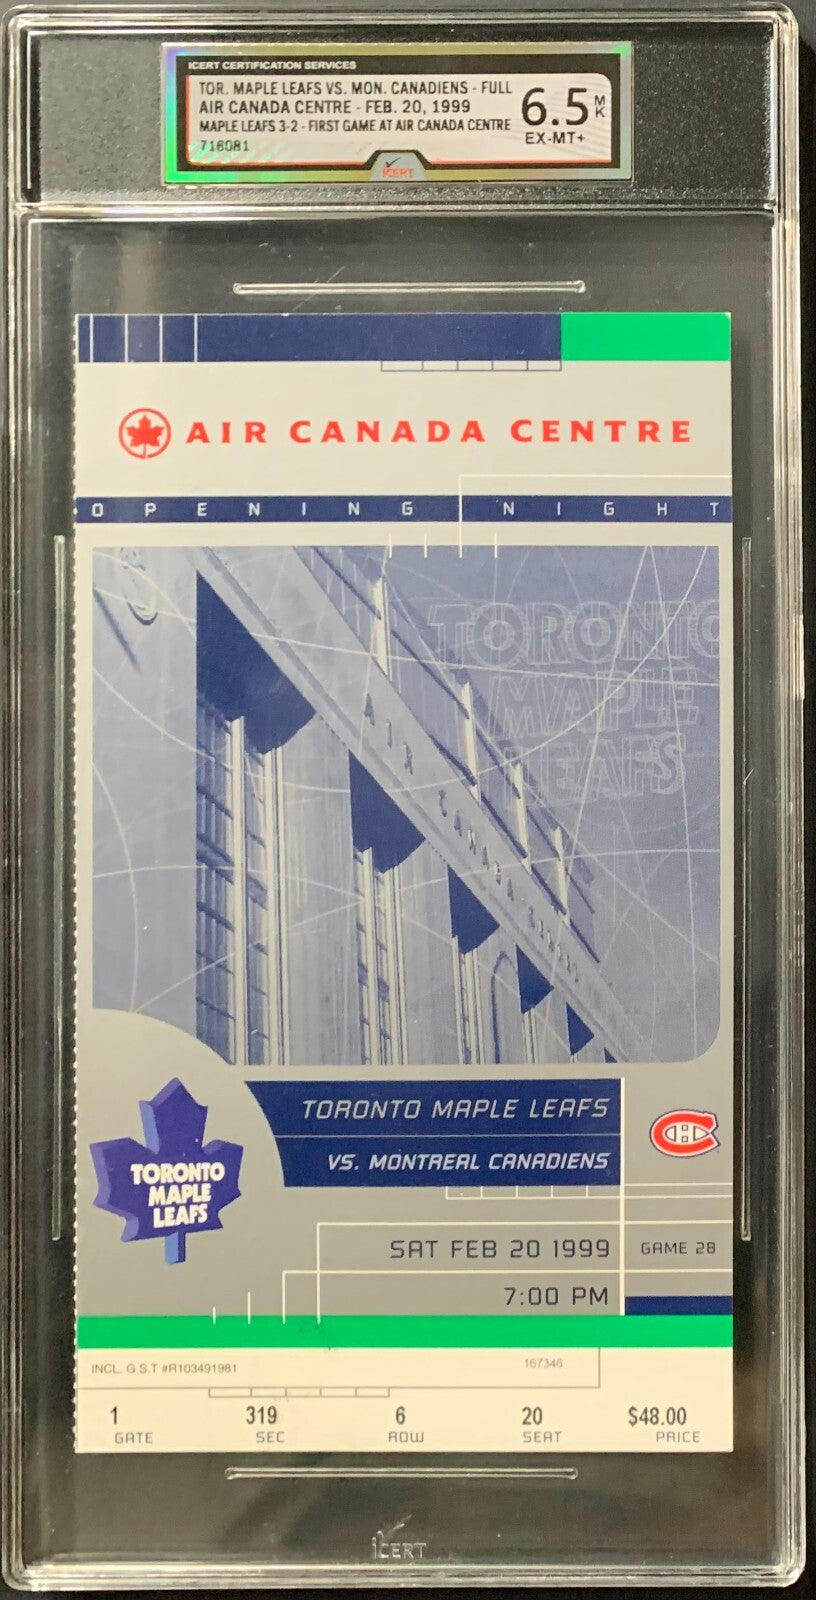 ICERT CERTIFICATION SERVICES
TOR. MAPLE LEAFS VS. MON. CANADIENS - FULL
AIR CANADA CENTRE - FEB. 20, 1999
MAPLE LEAFS 3-2 - FIRST GAME AT AIR CANADA CENTRE
716081
6.5 MK
EX-MT+
ICERT
AIR CANADA CENTRE
OPENING NIGHT
TORONTO
MAPLE
LEAFS
AIR CANADA CENTRE
TORONTO MAPLE LEAFS
VS. MONTREAL CANADIENS
TORONTO
MAPLE
LEAFS
SAT FEB 20 1999
GAME 28
7:00 PM
INCL. G.S.T #R103491981
167346
1 319 6 20 $48.00
GATE SEC ROW SEAT PRICE
iCERT